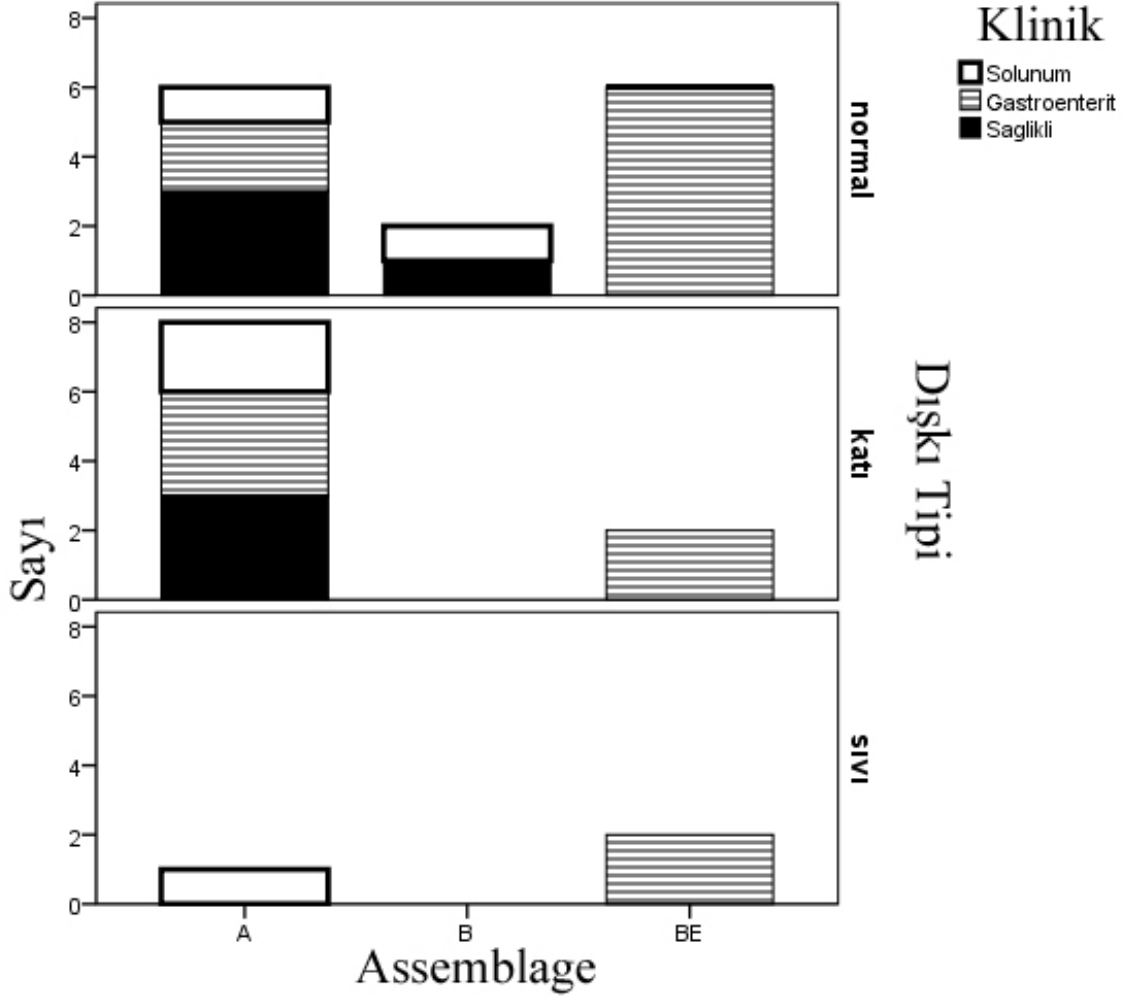 Klinik
Solunum
Gastroenterit
Saglikli
8
6
4
2
0
normal
8
6
4
2
0
katı
8
6
4
2
0
sıvı
Sayı
Dışkı Tipi
A
B
BE
Assemblage